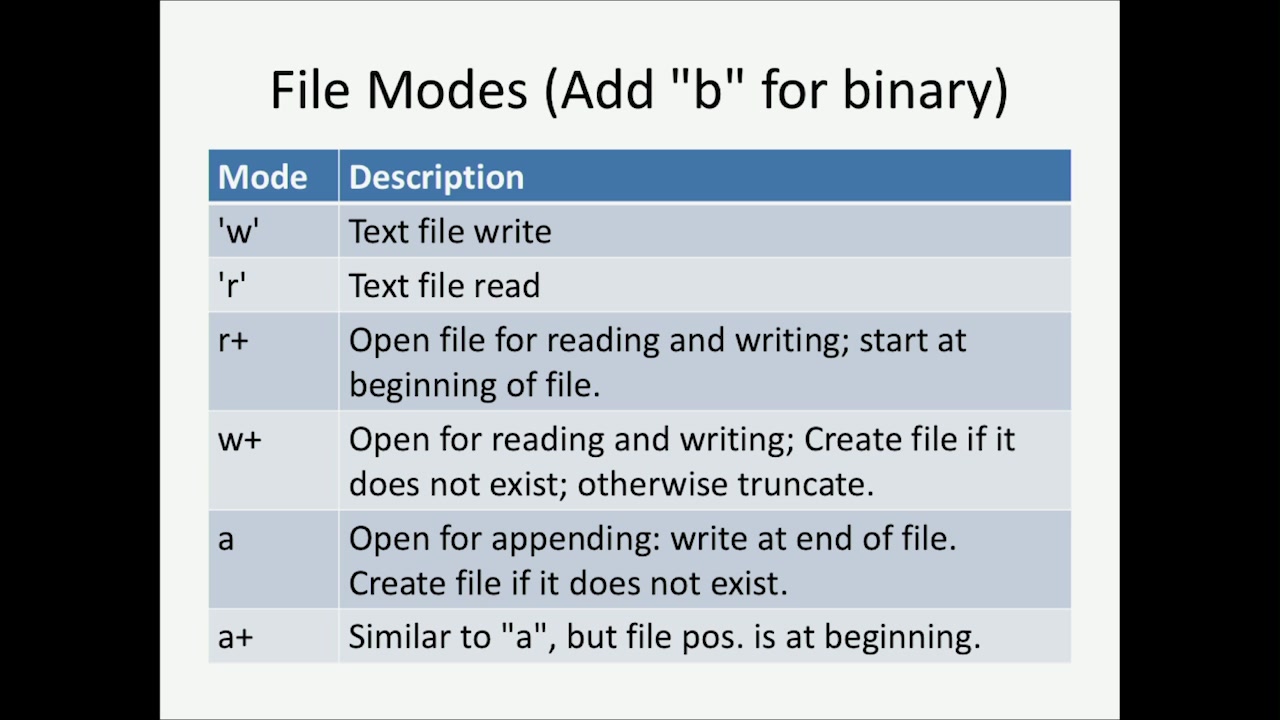 File Modes (Add "b" for binary)
Mode Description
'w' Text file write
'r' Text file read
r+ Open file for reading and writing; start at
beginning of file.
w+ Open for reading and writing; Create file if it
does not exist; otherwise truncate.
a Open for appending: write at end of file.
Create file if it does not exist.
a+ Similar to "a", but file pos. is at beginning.